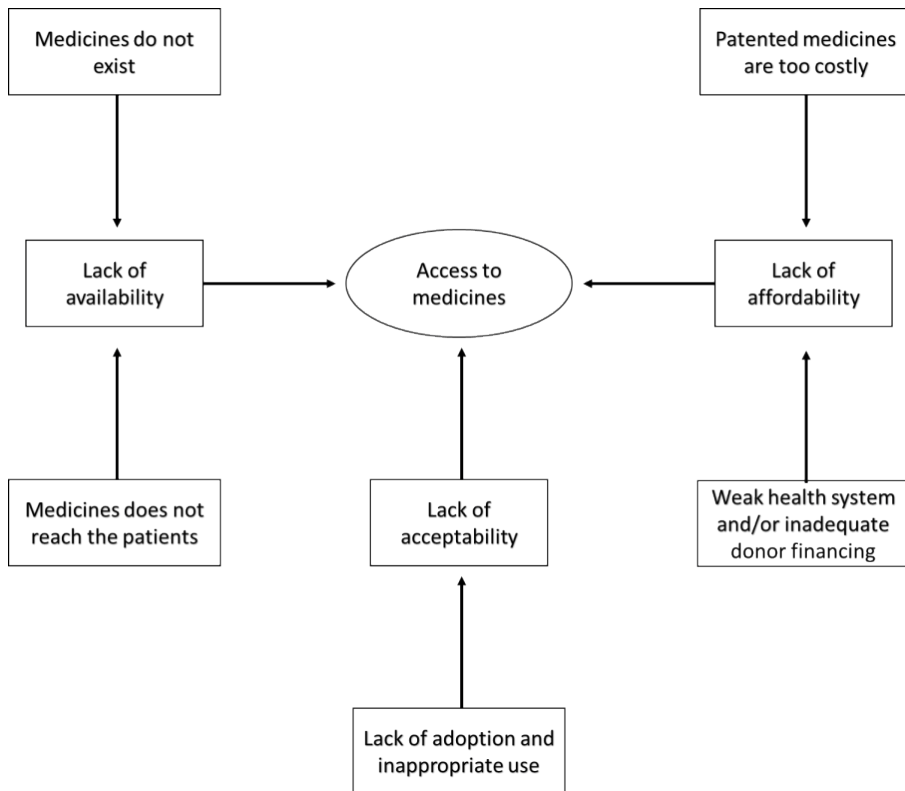 Medicines do not
exist
Patented medicines
are too costly
Lack of
availability
Access to
medicines
Lack of
affordability
Medicines does not
reach the patients
Lack of
acceptability
Weak health system
and/or inadequate
donor financing
Lack of adoption and
inappropriate use